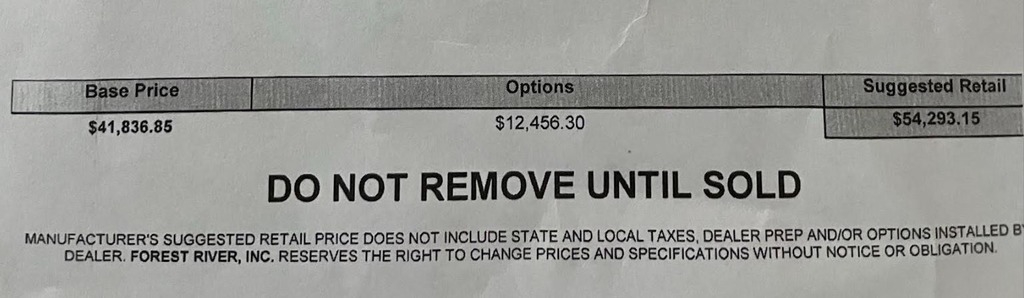 Base Price Options Suggested Retail
$41,836.85 $12,456.30 $54,293.15
DO NOT REMOVE UNTIL SOLD
MANUFACTURER'S SUGGESTED RETAIL PRICE DOES NOT INCLUDE STATE AND LOCAL TAXES, DEALER PREP AND/OR OPTIONS INSTALLED
DEALER. FOREST RIVER, INC. RESERVES THE RIGHT TO CHANGE PRICES AND SPECIFICATIONS WITHOUT NOTICE OR OBLIGATION.